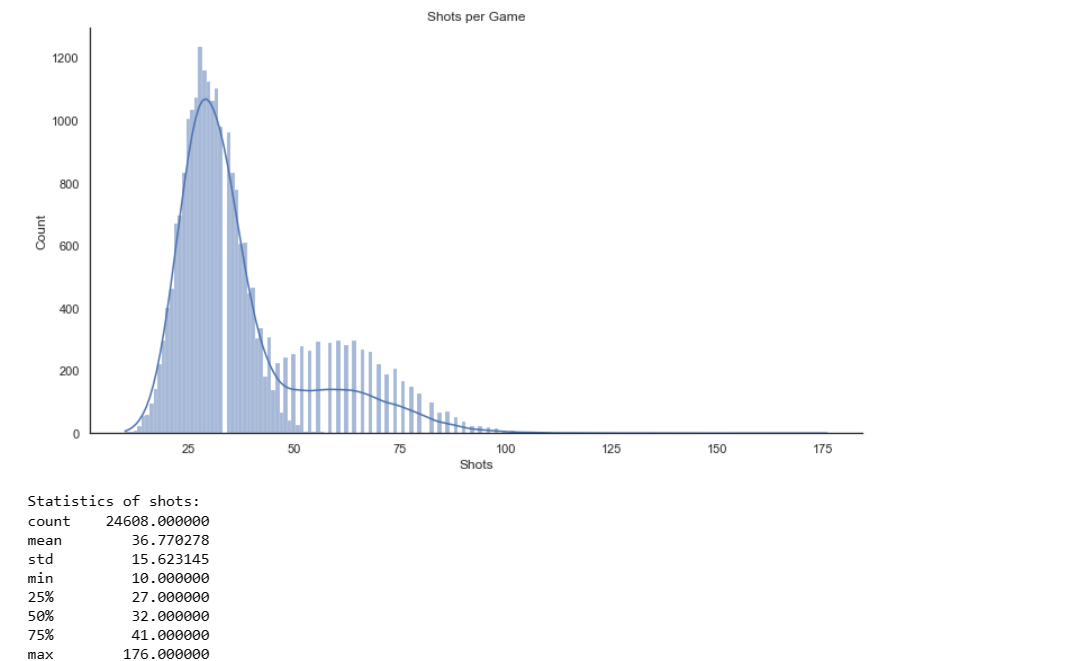 Shots per Game
1200
1000
800
600
400
200
0
Count
25 50 75 100 125 150 175
Shots
Statistics of shots:
count 24608.000000
mean 36.770278
std 15.623145
min 10.000000
25% 27.000000
50% 32.000000
75% 41.000000
max 176.000000